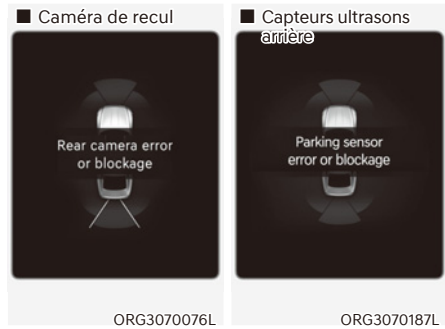 ■ Caméra de recul
Rear camera error
or blockage
ORG3070076L
■ Capteurs ultrasons
arrière
Parking sensor
error or blockage
ORG3070187L